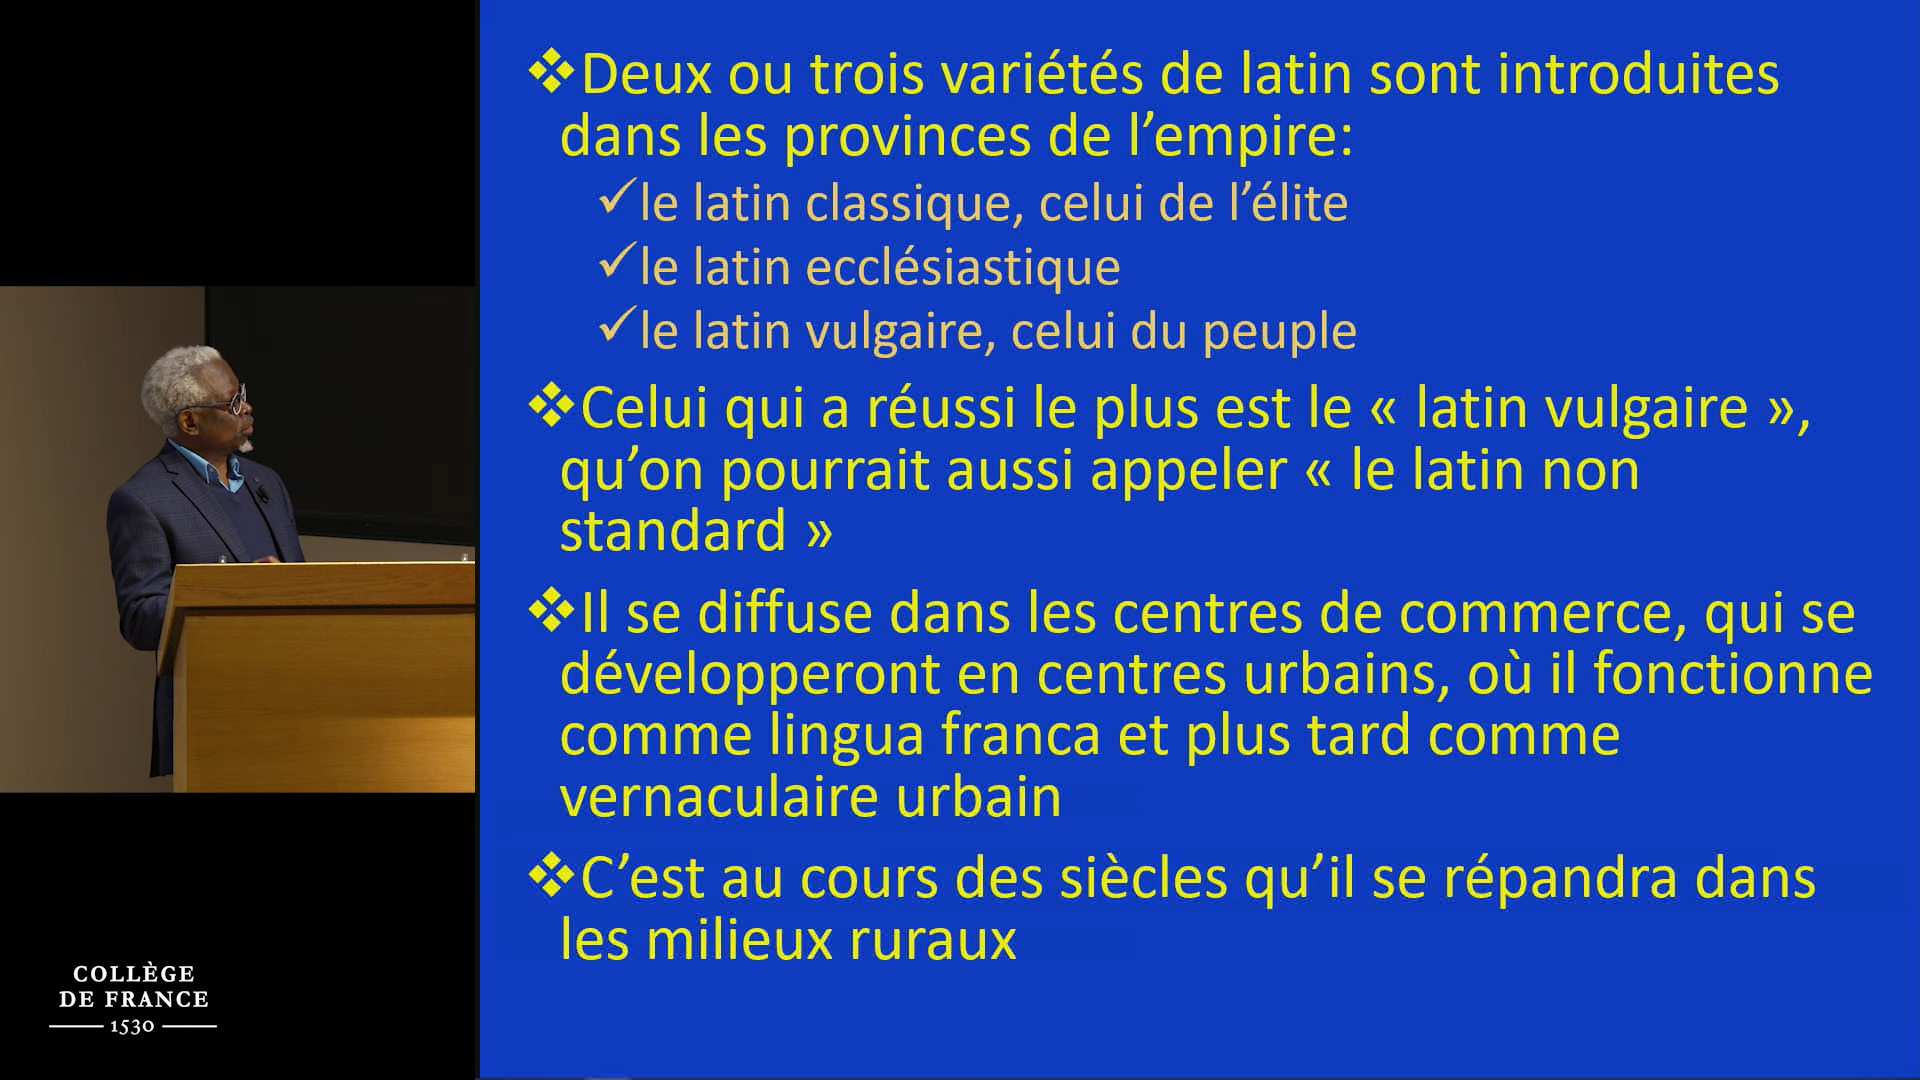 ❖Deux ou trois variétés de latin sont introduites
dans les provinces de l’empire:
✓le latin classique, celui de l’élite
✓le latin ecclésiastique
✓le latin vulgaire, celui du peuple
❖Celui qui a réussi le plus est le « latin vulgaire »,
qu’on pourrait aussi appeler « le latin non
standard »
❖Il se diffuse dans les centres de commerce, qui se
développeront en centres urbains, où il fonctionne
comme lingua franca et plus tard comme
vernaculaire urbain
❖C’est au cours des siècles qu’il se répandra dans
les milieux ruraux
COLLÈGE
DE FRANCE
1530